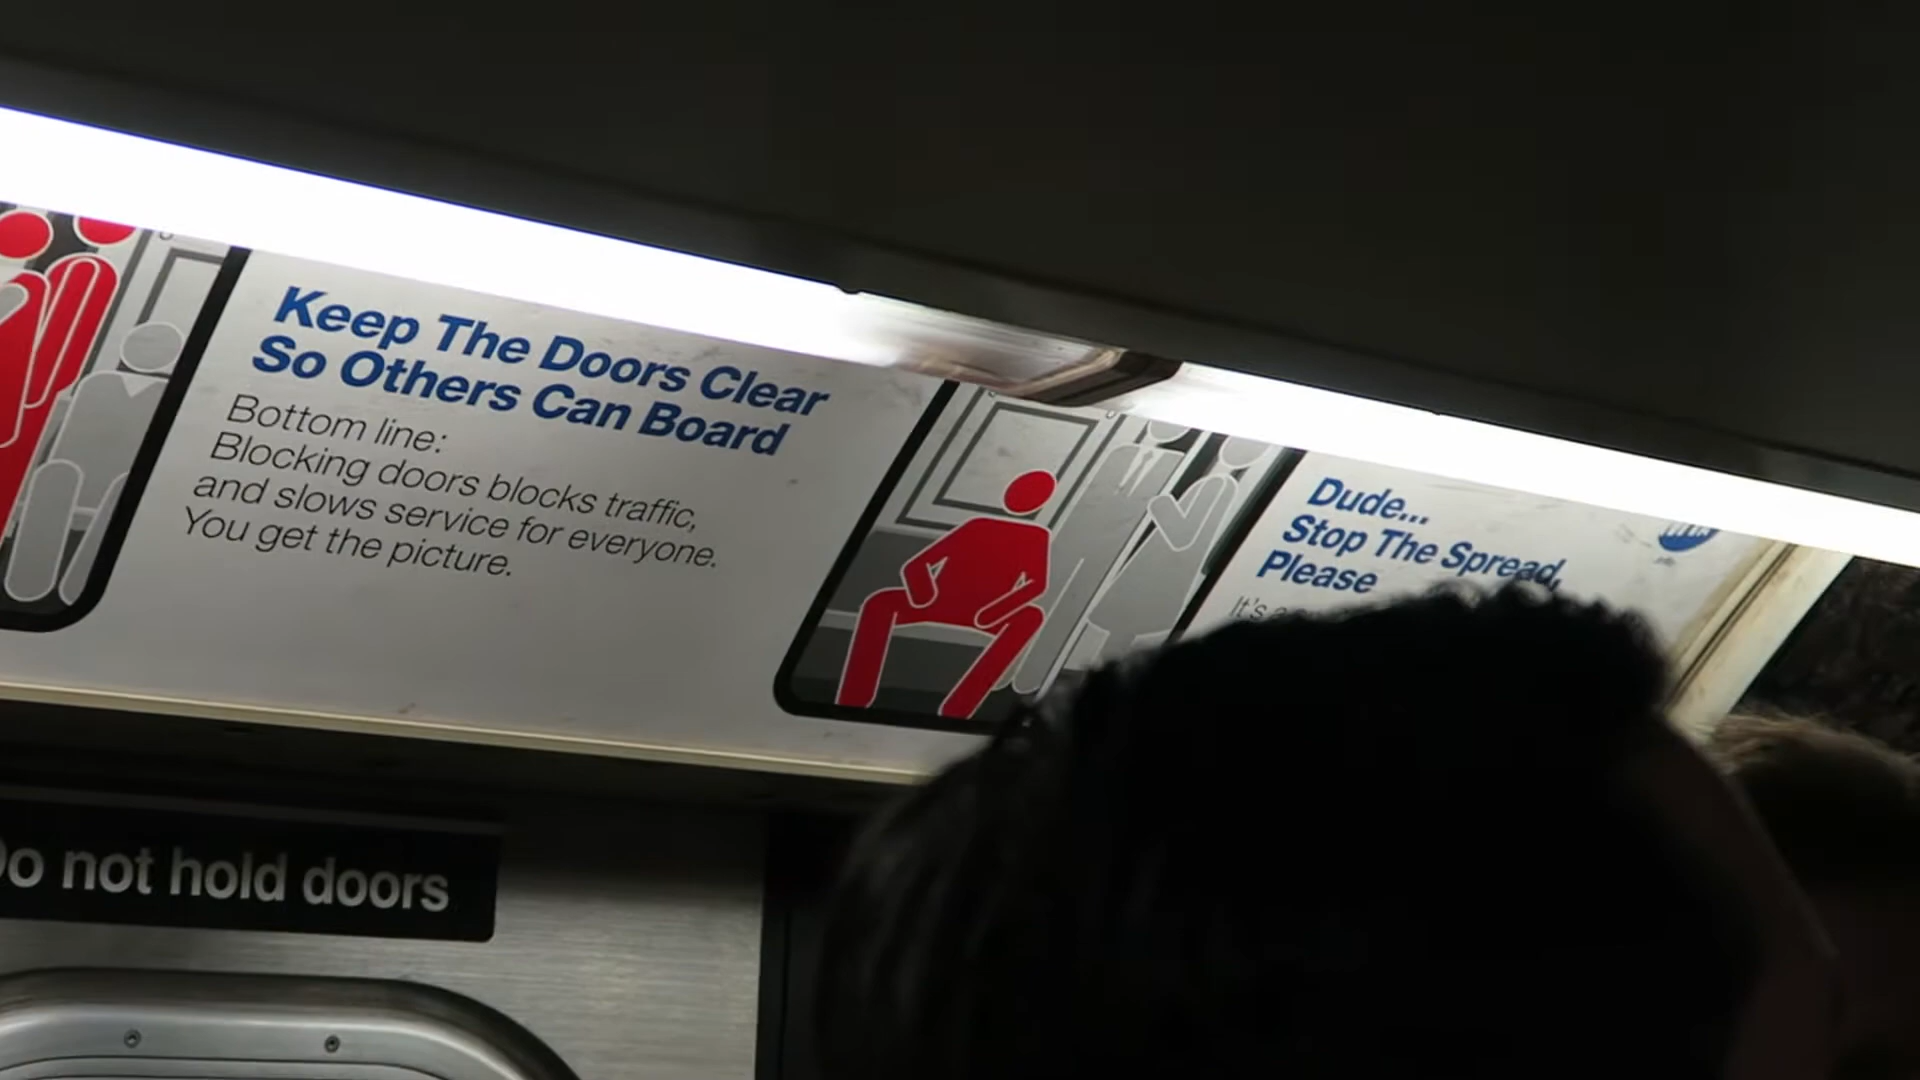 Keep The Doors Clear
So Others Can Board
Bottom line:
Blocking doors blocks traffic,
and slows service for everyone.
You get the picture.
Dude...
Stop The Spread,
Please
It's a
not hold doors